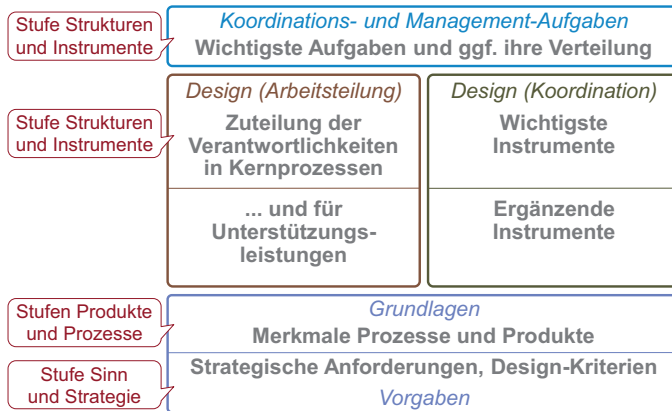 Stufe Strukturen
und Instrumente
Koordinations- und Management-Aufgaben
Wichtigste Aufgaben und ggf. ihre Verteilung
Stufe Strukturen
und Instrumente
Design (Arbeitsteilung)
Zuteilung der
Verantwortlichkeiten
in Kernprozessen
... und für
Unterstützungs-
leistungen
Design (Koordination)
Wichtigste
Instrumente
Ergänzende
Instrumente
Stufen Produkte
und Prozesse
Grundlagen
Merkmale Prozesse und Produkte
Stufe Sinn
und Strategie
Strategische Anforderungen, Design-Kriterien
Vorgaben